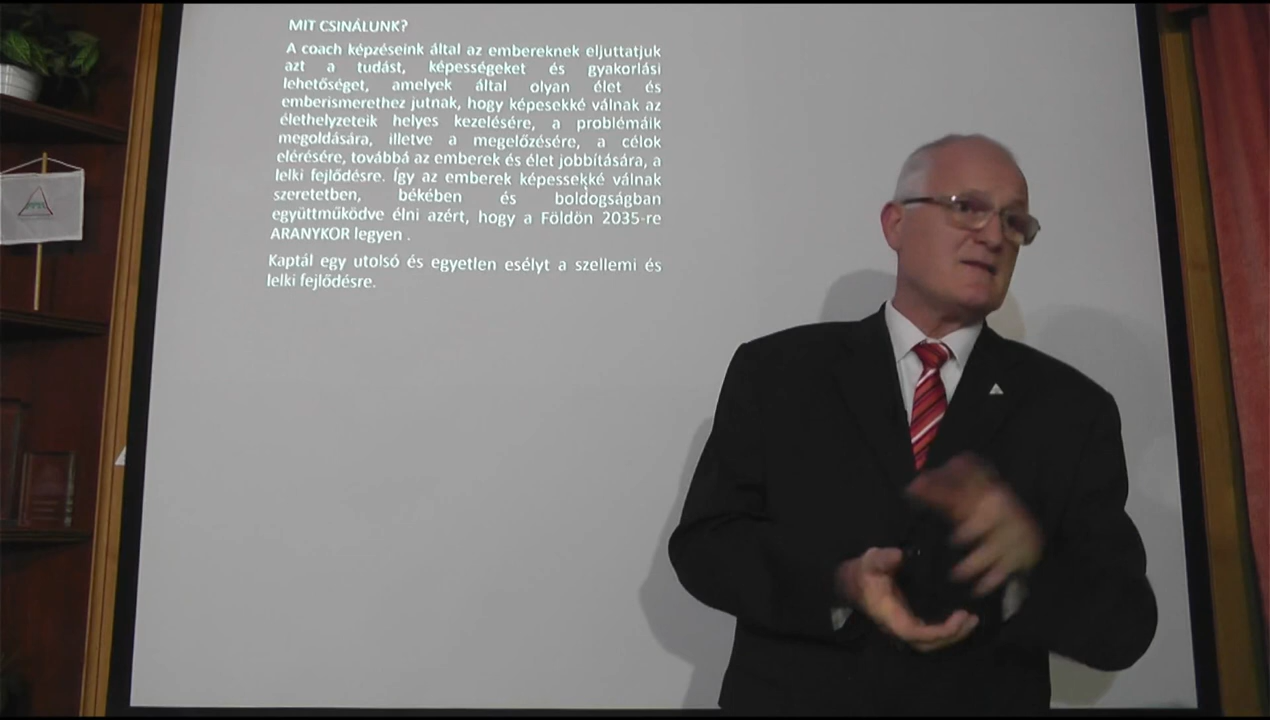 MIT CSINÁLUNK?
A coach képzéseink által az embereknek eljuttatjuk
azt a tudást, képességeket és gyakorlási
lehetőséget, amelyek által olyan élet és
emberismerethez jutnak, hogy képesekké válnak az
élethelyzeteik helyes kezelésére, a problémáik
megoldására, illetve a megelőzésére, a célok
elérésére, továbbá az emberek és élet jobbítására, a
lelki fejlődésre. Így az emberek képessekké válnak
szeretetben, békében és boldogságban
együttműködve élni azért, hogy a Földön 2035-re
ARANYKOR legyen .
Kaptál egy utolsó és egyetlen esélyt a szellemi és
lelki fejlődésre.